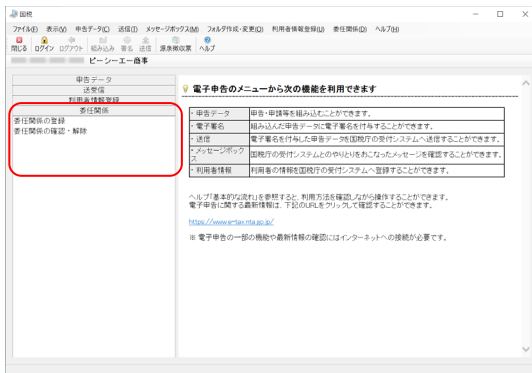 国税
ファイル(F) 表示(V) 申告データ(C) 送信(I) メッセージボックス(M) フォルダ作成・変更(O) 利用者情報登録(U) 委任関係(D) ヘルプ(H)
閉じる ログイン ログアウト 組み込み 署名 送信 源泉徴収票 ヘルプ
ピーシーエー商事
申告データ
送受信
利用者情報登録
委任関係
委任関係の登録
委任関係の確認・解除
電子申告のメニューから次の機能を利用できます
・申告データ 申告・申請等を組み込むことができます。
・電子署名 組み込んだ申告データに電子署名を付与することができます。
・送信 電子署名を付与した申告データを国税庁の受付システムへ送信することができます。
・メッセージボックス 国税庁の受付システムとのやりとりをおこなったメッセージを確認することができます。
・利用者情報 利用者の情報を国税庁の受付システムへ登録することができます。
ヘルプ「基本的な流れ」を参照すると、利用方法を確認しながら操作することができます。
電子申告に関する最新情報は、下記のURLをクリックして確認することができます。
https://www.e-tax.nta.go.jp/
※ 電子申告の一部の機能や最新情報の確認にはインターネットへの接続が必要です。